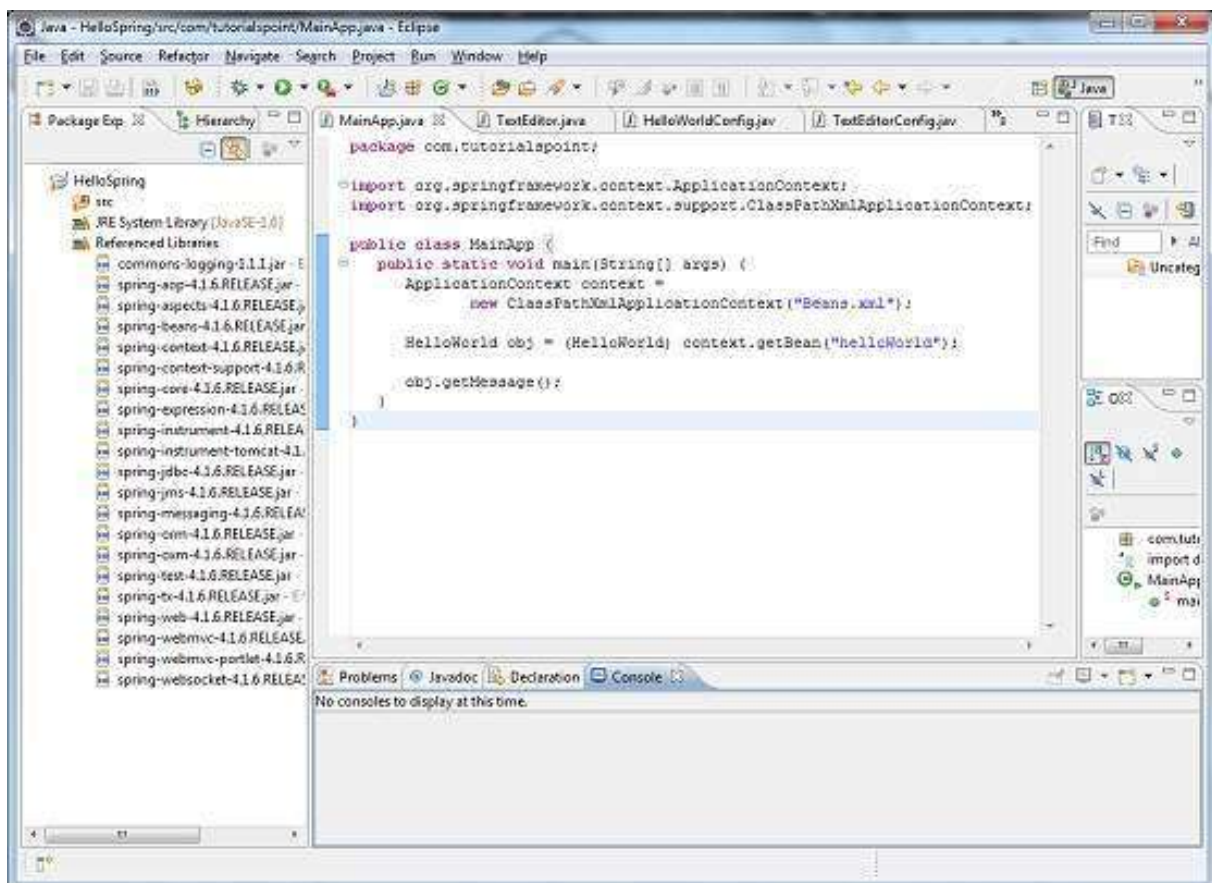 Java - HelloSpring/src/com/tutorialspoint/MainApp.java - Eclipse
File Edit Source Refactor Navigate Search Project Run Window Help
Java
Package Exp
Hierarchy
HelloSpring
src
JRE System Library [JavaSE-1.6]
Referenced Libraries
commons-logging-1.1.1.jar - E
spring-aop-4.1.6.RELEASE.jar -
spring-aspects-4.1.6.RELEASE.j
spring-beans-4.1.6.RELEASE.jar
spring-context-4.1.6.RELEASE.j
spring-context-support-4.1.6.R
spring-core-4.1.6.RELEASE.jar -
spring-expression-4.1.6.RELEAS
spring-instrument-4.1.6.RELEA
spring-instrument-tomcat-4.1.
spring-jdbc-4.1.6.RELEASE.jar -
spring-jms-4.1.6.RELEASE.jar -
spring-messaging-4.1.6.RELEA
spring-orm-4.1.6.RELEASE.jar -
spring-oxm-4.1.6.RELEASE.jar -
spring-test-4.1.6.RELEASE.jar -
spring-tx-4.1.6.RELEASE.jar - E
spring-web-4.1.6.RELEASE.jar -
spring-webmvc-4.1.6.RELEASE.
spring-webmvc-portlet-4.1.6.R
spring-websocket-4.1.6.RELEA
MainApp.java
TextEditor.java
HelloWorldConfig.jav
TextEditorConfig.jav
package com.tutorialspoint;
import org.springframework.context.ApplicationContext;
import org.springframework.context.support.ClassPathXmlApplicationContext;
public class MainApp {
public static void main(String[] args) {
ApplicationContext context =
new ClassPathXmlApplicationContext("Beans.xml");
HelloWorld obj = (HelloWorld) context.getBean("helloWorld");
obj.getMessage();
}
}
Find
Al
Uncateg
com.tuto
import d
MainApp
mai
Problems
Javadoc
Declaration
Console
No consoles to display at this time.